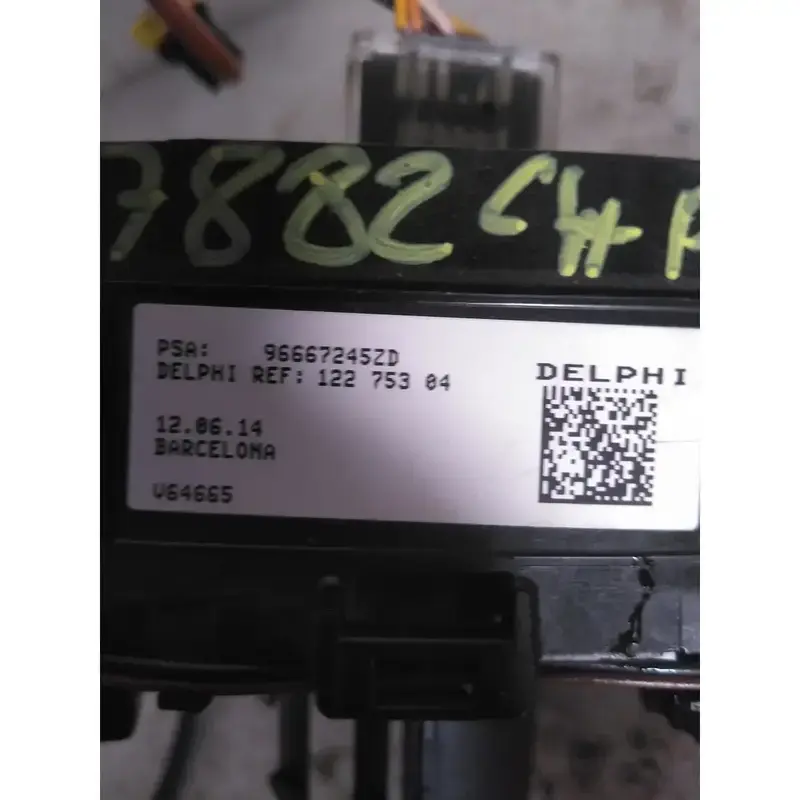 7882 CH
PSA: 96667245ZD
DELPHI REF: 122 753 04
DELPHI
12.06.14
BARCELONA
V64665